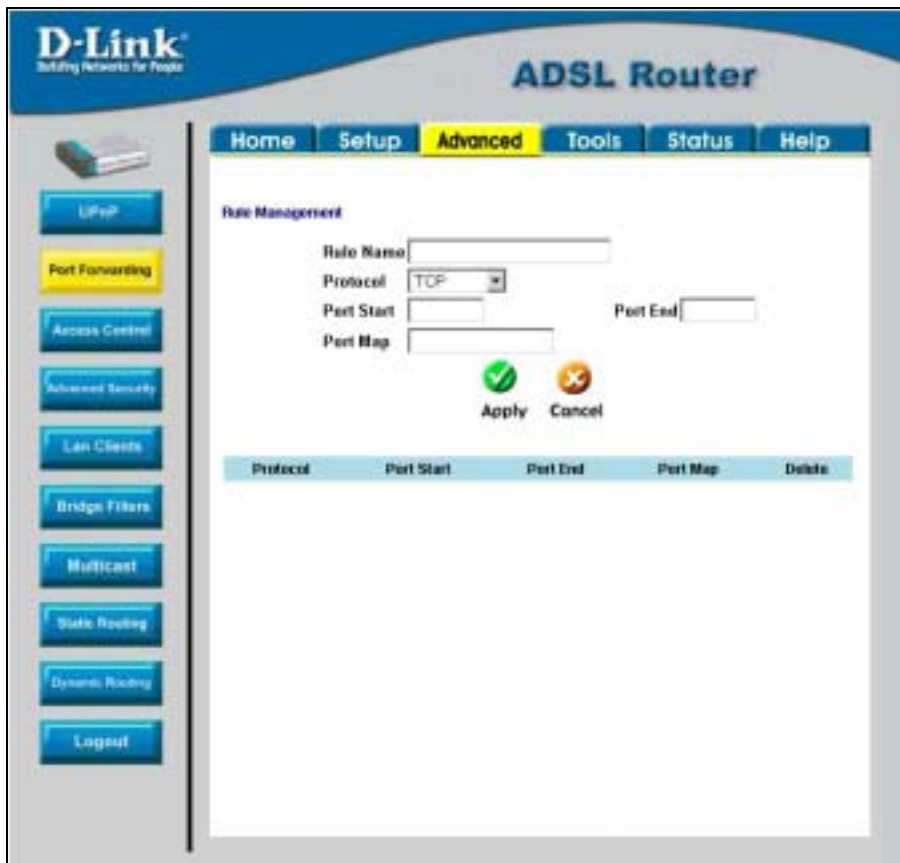 D-Link
Building Networks for People
ADSL Router
Home Setup Advanced Tools Status Help
UPnP
Port Forwarding
Access Control
Advanced Security
Lan Clients
Bridge Filters
Multicast
Static Routing
Dynamic Routing
Logout
Rule Management
Rule Name
Protocol TCP
Port Start Port End
Port Map
Apply Cancel
Protocol Port Start Port End Port Map Delete